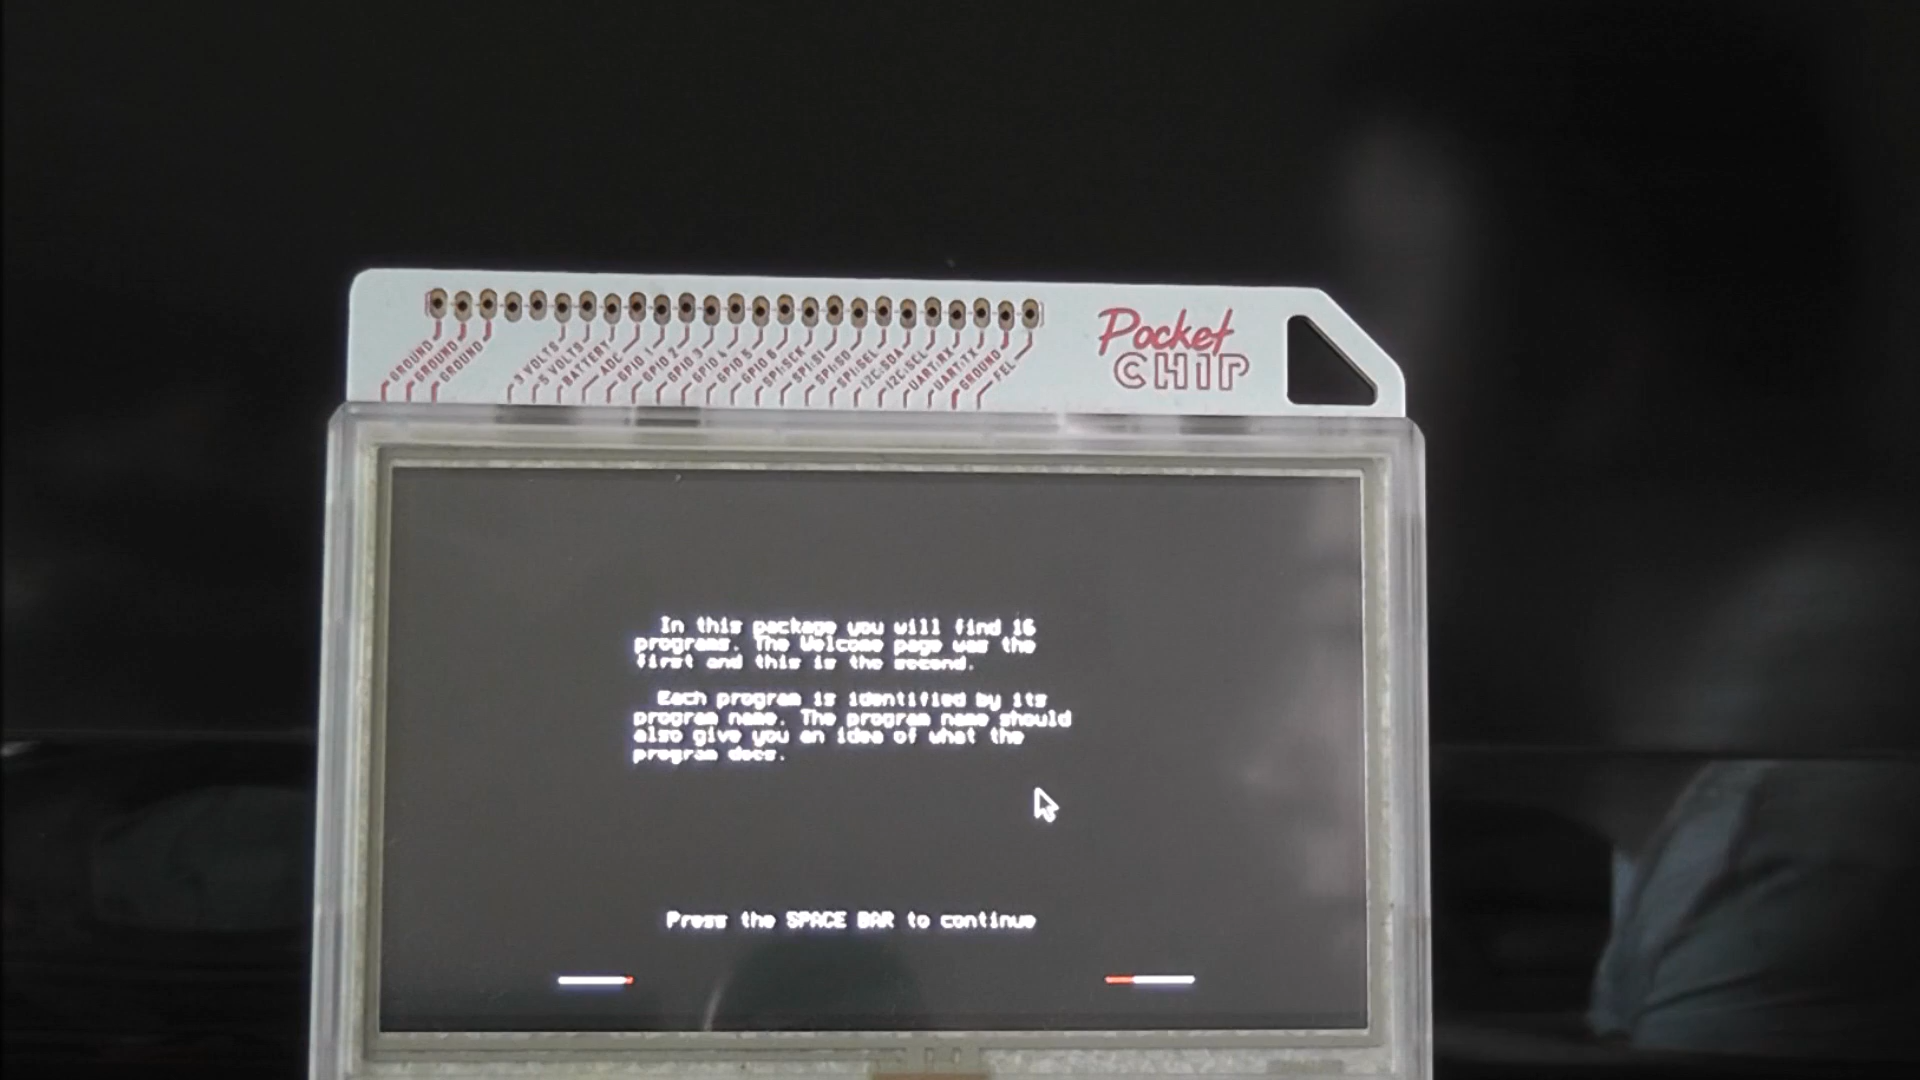 GROUND
GROUND
GROUND
3 VOLTS
5 VOLTS
BATTERY
ADC
GPIO 1
GPIO 2
GPIO 3
GPIO 4
GPIO 5
GPIO 6
SPI:SCK
SPI:SI
SPI:SO
SPI:SEL
I2C:SDA
I2C:SCL
UART:RX
UART:TX
GROUND
FEL
Pocket
CHIP
In this package you will find 16
programs. The Welcome page was the
first and this is the second.
Each program is identified by its
program name. The program name should
also give you an idea of what the
program does.
Press the SPACE BAR to continue